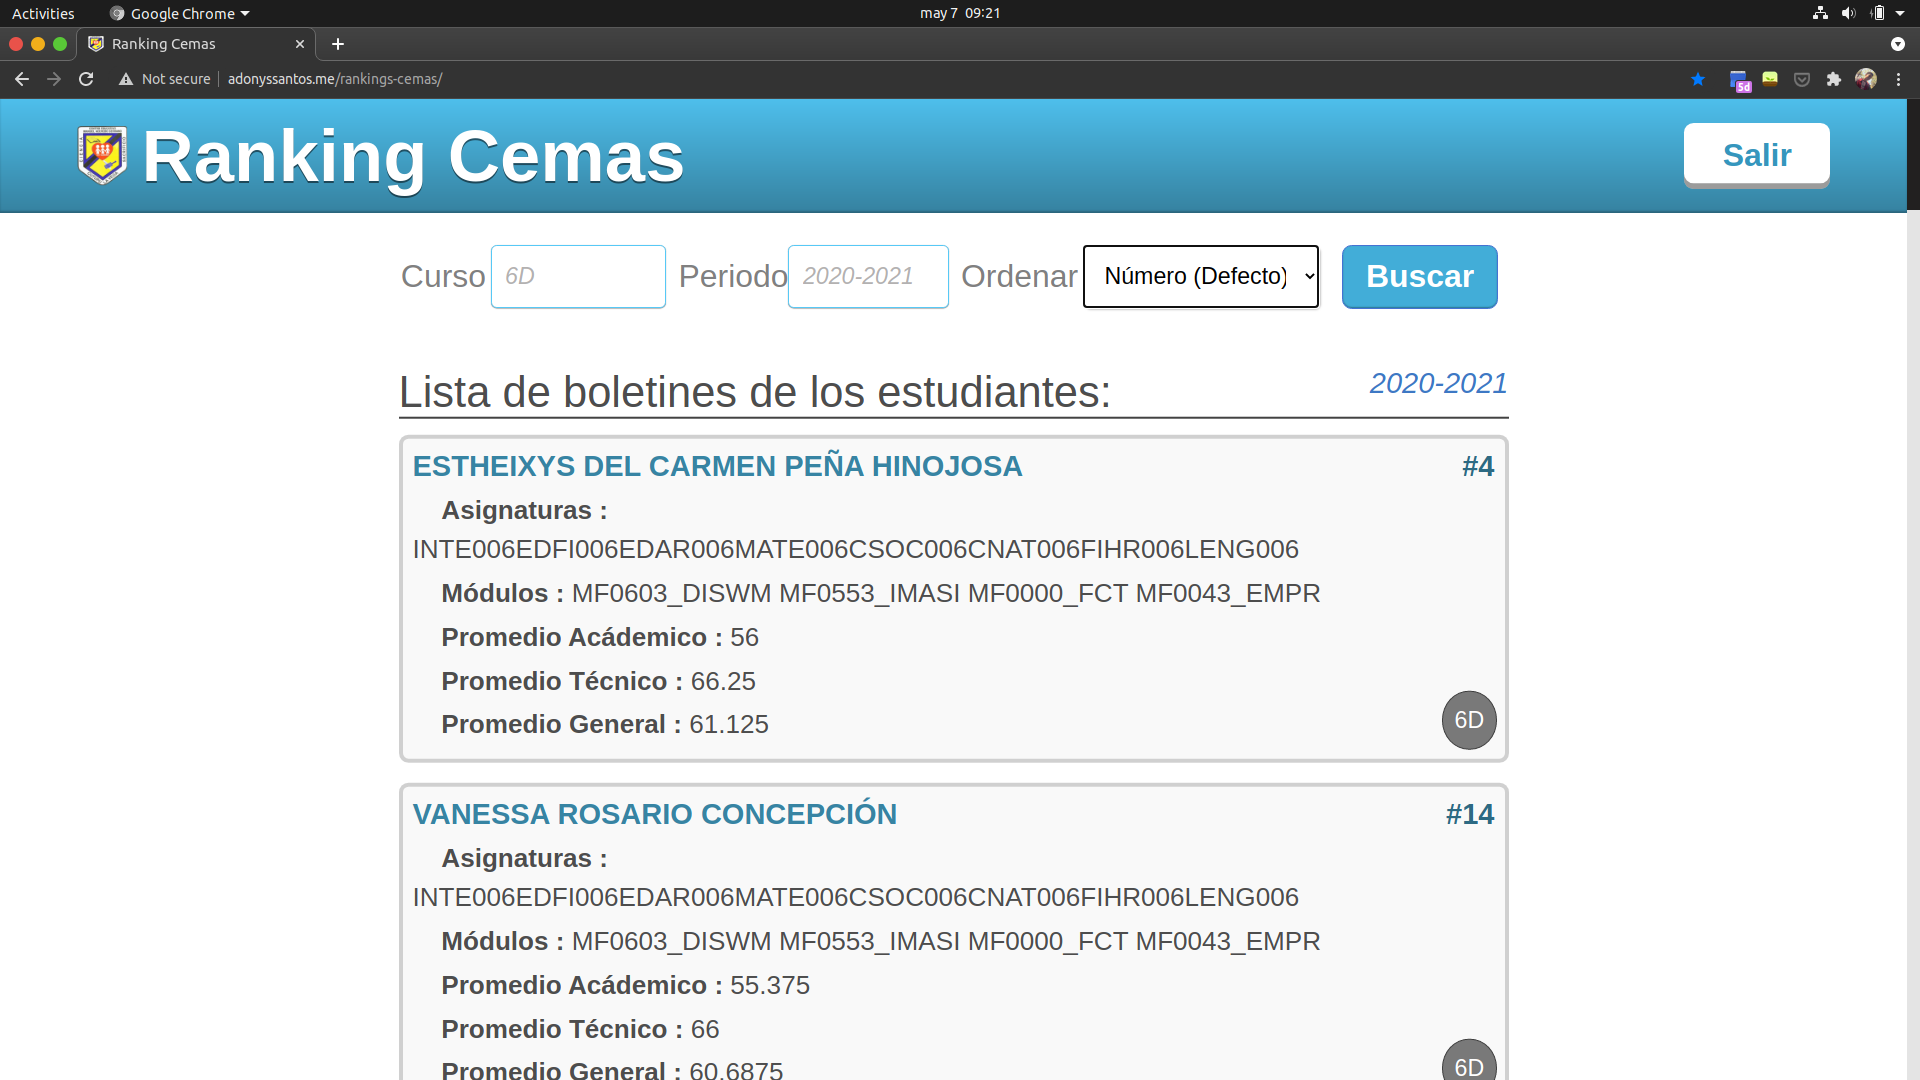 Activities
Google Chrome
may 7 09:21
Ranking Cemas
Not secure
adonyssantos.me/rankings-cemas/
5d
Ranking Cemas
Salir
Curso
6D
Periodo
2020-2021
Ordenar
Número (Defecto)
Buscar
Lista de boletines de los estudiantes:
2020-2021
ESTHEIXYS DEL CARMEN PEÑA HINOJOSA
#4
Asignaturas :
INTE006EDFI006EDAR006MATE006CSOC006CNAT006FIHR006LENG006
Módulos : MF0603_DISWM MF0553_IMASI MF0000_FCT MF0043_EMPR
Promedio Acádemico : 56
Promedio Técnico : 66.25
Promedio General : 61.125
6D
VANESSA ROSARIO CONCEPCIÓN
#14
Asignaturas :
INTE006EDFI006EDAR006MATE006CSOC006CNAT006FIHR006LENG006
Módulos : MF0603_DISWM MF0553_IMASI MF0000_FCT MF0043_EMPR
Promedio Acádemico : 55.375
Promedio Técnico : 66
Promedio General : 60.6875
6D